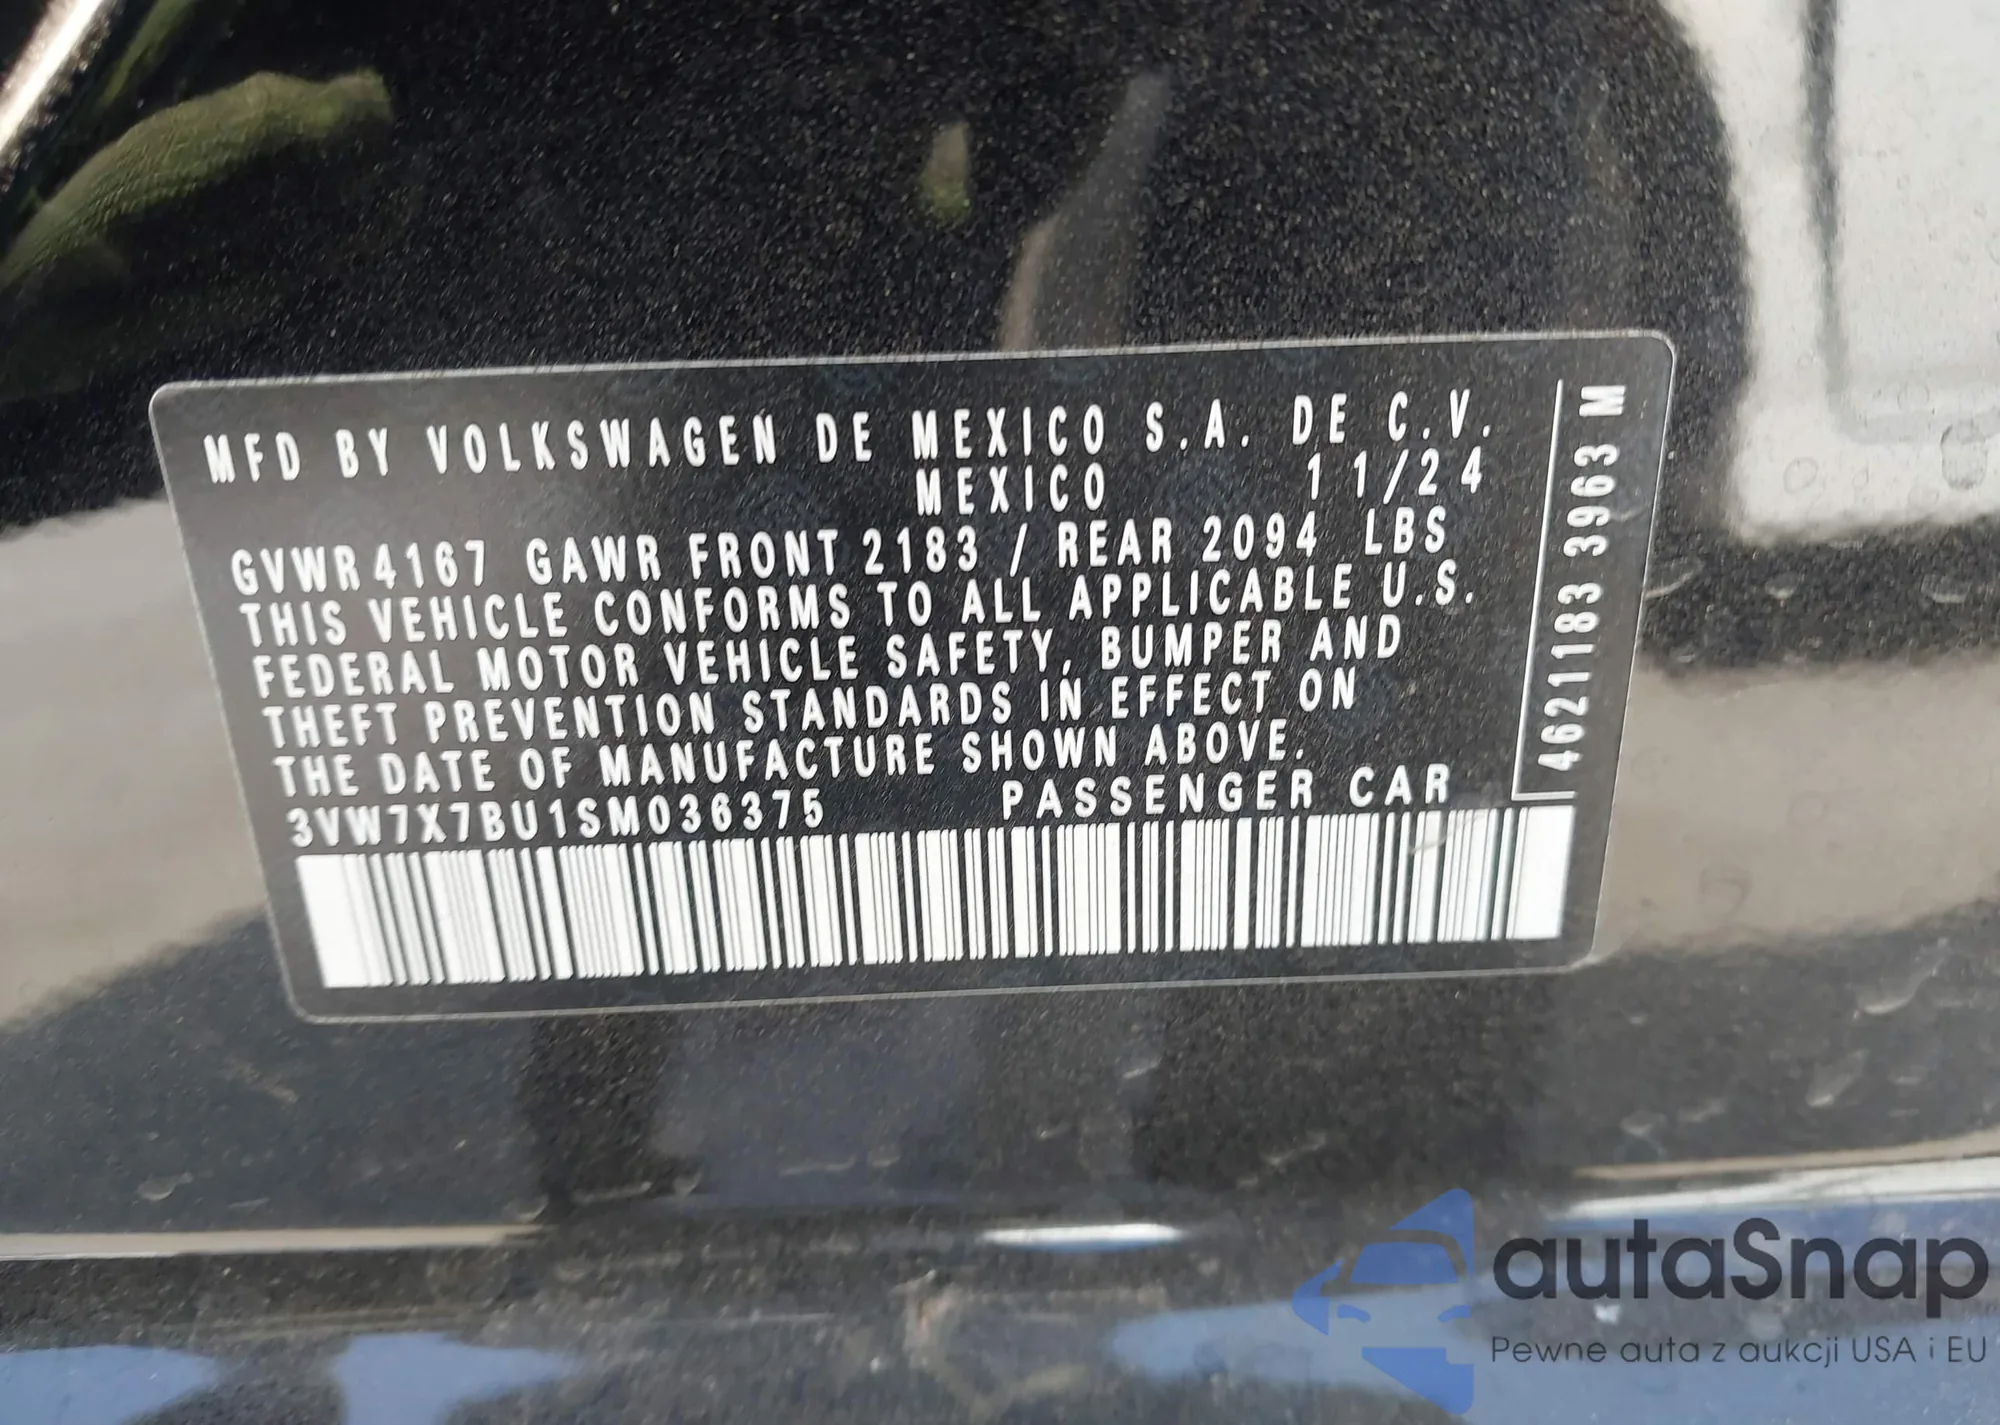 MFD BY VOLKSWAGEN DE MEXICO S.A. DE C.V.
MEXICO 11/24
GVWR 4167 GAWR FRONT 2183 / REAR 2094 LBS
THIS VEHICLE CONFORMS TO ALL APPLICABLE U.S.
FEDERAL MOTOR VEHICLE SAFETY, BUMPER AND
THEFT PREVENTION STANDARDS IN EFFECT ON
THE DATE OF MANUFACTURE SHOWN ABOVE.
3VW7X7BU1SM036375 PASSENGER CAR
4621183 3963 M
autaSnap
Pewne auta z aukcji USA i EU